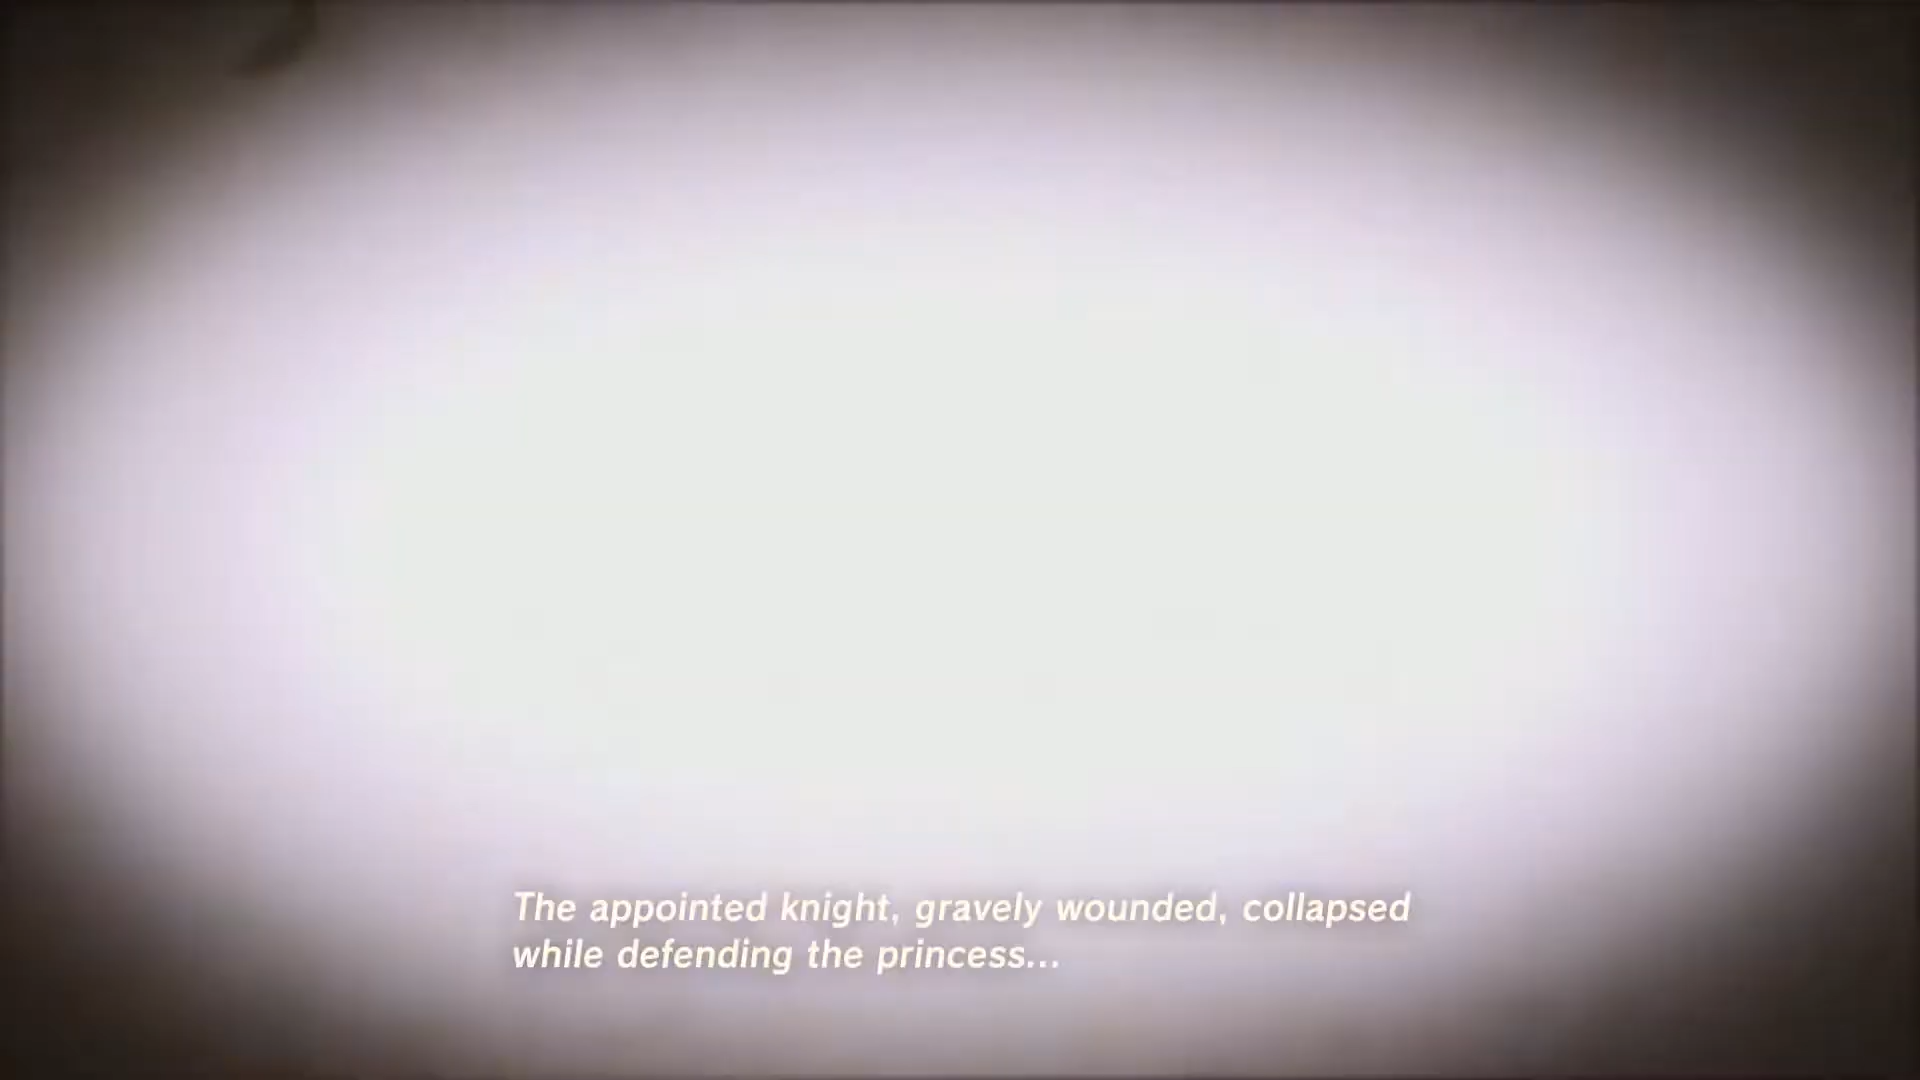 The appointed knight, gravely wounded, collapsed
while defending the princess...